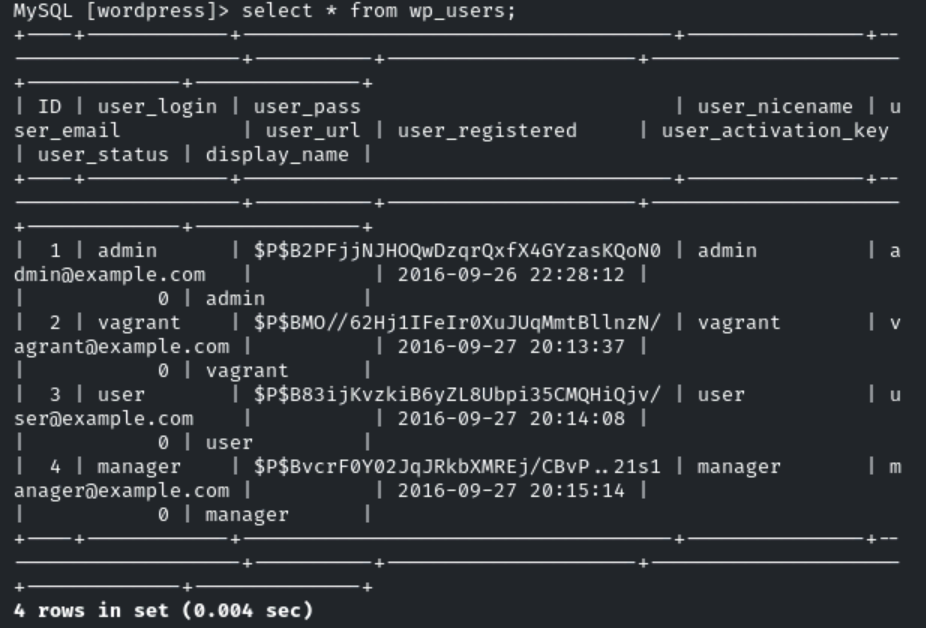 MySQL [wordpress]> select * from wp_users;
+----+------------+------------------------------------+---------------+--
-------------------+----------+---------------------+---------------------
+-------------+--------------+
| ID | user_login | user_pass | user_nicename | u
ser_email | user_url | user_registered | user_activation_key
| user_status | display_name |
+----+------------+------------------------------------+---------------+--
-------------------+----------+---------------------+---------------------
+-------------+--------------+
| 1 | admin | $P$B2PFjjNJHOQwDzqrQxfX4GYzasKQoN0 | admin | a
dmin@example.com | | 2016-09-26 22:28:12 |
| 0 | admin |
| 2 | vagrant | $P$BMO//62Hj1IFeIr0XuJUqMmtBllnzN/ | vagrant | v
agrant@example.com | | 2016-09-27 20:13:37 |
| 0 | vagrant |
| 3 | user | $P$B83ijKvzkiB6yZL8Ubpi35CMQHiQjv/ | user | u
ser@example.com | | 2016-09-27 20:14:08 |
| 0 | user |
| 4 | manager | $P$BvcrF0Y02JqJRkbXMREj/CBvP..21s1 | manager | m
anager@example.com | | 2016-09-27 20:15:14 |
| 0 | manager |
+----+------------+------------------------------------+---------------+--
-------------------+----------+---------------------+---------------------
+-------------+--------------+
4 rows in set (0.004 sec)